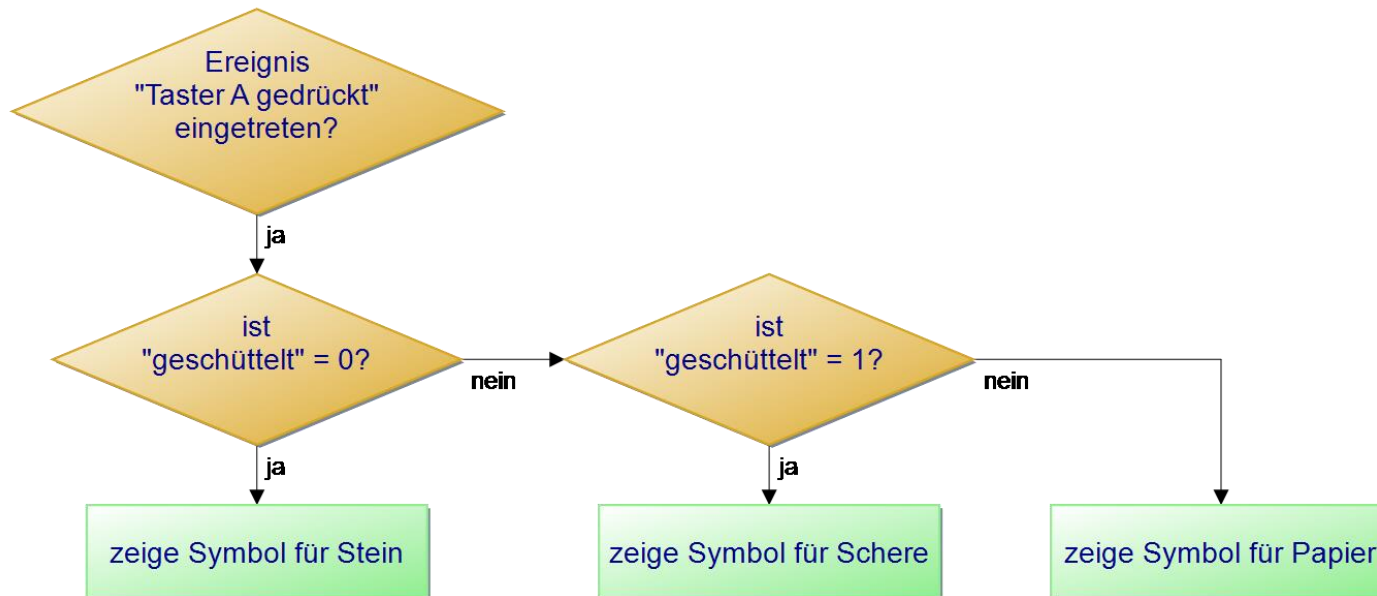 Ereignis
"Taster A gedrückt"
eingetreten?
ja
ist
"geschüttelt" = 0?
nein
ist
"geschüttelt" = 1?
nein
ja
ja
zeige Symbol für Stein
zeige Symbol für Schere
zeige Symbol für Papier